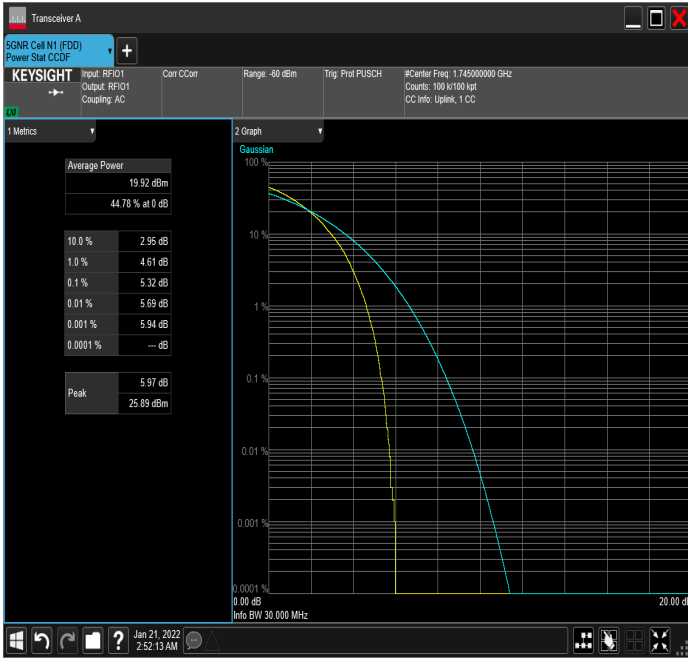 Transceiver A
5GNR Cell N1 (FDD)
Power Stat CCDF
KEYSIGHT
Input: RFIO1
Output: RFIO1
Coupling: AC
Corr CCorr
Range: -60 dBm
Trig: Prot PUSCH
#Center Freq: 1.745000000 GHz
Counts: 100 k/100 kpt
CC Info: Uplink, 1 CC
LXI
1 Metrics
Average Power
19.92 dBm
44.78 % at 0 dB
10.0 % 2.95 dB
1.0 % 4.61 dB
0.1 % 5.32 dB
0.01 % 5.69 dB
0.001 % 5.94 dB
0.0001 % --- dB
Peak
5.97 dB
25.89 dBm
2 Graph
Gaussian
100 %
10 %
1 %
0.1 %
0.01 %
0.001 %
0.0001 %
0.00 dB
20.00 dB
Info BW 30.000 MHz
?
Jan 21, 2022
2:52:13 AM